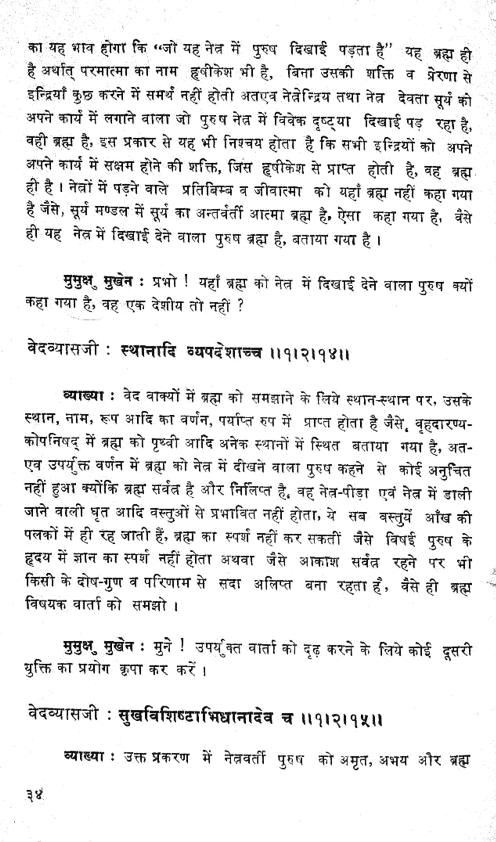 का यह भाव होगा कि “जो यह नेत्र में पुरुष दिखाई पड़ता है” यह ब्रह्म ही
है अर्थात् परमात्मा का नाम हृषीकेश भी है, बिना उसकी शक्ति व प्रेरणा से
इन्द्रियाँ कुछ करने में समर्थ नहीं होती अतएव नेत्रेन्द्रिय तथा नेत्र देवता सूर्य को
अपने कार्य में लगाने वाला जो पुरुष नेत्र में विवेक दृष्ट्या दिखाई पड़ रहा है,
वही ब्रह्म है, इस प्रकार से यह भी निश्चय होता है कि सभी इन्द्रियों को अपने
अपने कार्य में सक्षम होने की शक्ति, जिस हृषीकेश से प्राप्त होती है, वह ब्रह्म
ही है । नेत्रों में पड़ने वाले प्रतिबिम्ब व जीवात्मा को यहाँ ब्रह्म नहीं कहा गया
है जैसे, सूर्य मण्डल में सूर्य का अन्तर्वर्ती आत्मा ब्रह्म है, ऐसा कहा गया है, वैसे
ही यह नेत्र में दिखाई देने वाला पुरुष ब्रह्म है, बताया गया है ।
मुमुक्षु मुखेन : प्रभो ! यहाँ ब्रह्म को नेत्र में दिखाई देने वाला पुरुष क्यों
कहा गया है, वह एक देशीय तो नहीं ?
वेदव्यासजी : स्थानादि व्यपदेशाच्च ।।१।२।१४।।
व्याख्या : वेद वाक्यों में ब्रह्म को समझाने के लिये स्थान-स्थान पर, उसके
स्थान, नाम, रूप आदि का वर्णन, पर्याप्त रुप में प्राप्त होता है जैसे, वृहदारण्य-
कोपनिषद् में ब्रह्म को पृथ्वी आदि अनेक स्थानों में स्थित बताया गया है, अत-
एव उपर्युक्त वर्णन में ब्रह्म को नेत्र में दीखने वाला पुरुष कहने से कोई अनुचित
नहीं हुआ क्योंकि ब्रह्म सर्वत्र है और निर्लिप्त है, वह नेत्र-पीड़ा एवं नेत्र में डाली
जाने वाली घृत आदि वस्तुओं से प्रभावित नहीं होता, ये सब वस्तुयें आँख की
पलकों में ही रह जाती हैं, ब्रह्म का स्पर्श नहीं कर सकतीं जैसे विषई पुरुष के
हृदय में ज्ञान का स्पर्श नहीं होता अथवा जैसे आकाश सर्वत्र रहने पर भी
किसी के दोष-गुण व परिणाम से सदा अलिप्त बना रहता है, वैसे ही ब्रह्म
विषयक वार्ता को समझो ।
मुमुक्षु मुखेन : मुने ! उपर्युक्त वार्ता को दृढ़ करने के लिये कोई दूसरी
युक्ति का प्रयोग कृपा कर करें ।
वेदव्यासजी : सुखविशिष्टाभिधानादेव च ।।१।२।१५।।
व्याख्या : उक्त प्रकरण में नेत्रवर्ती पुरुष को अमृत, अभय और ब्रह्म
३४